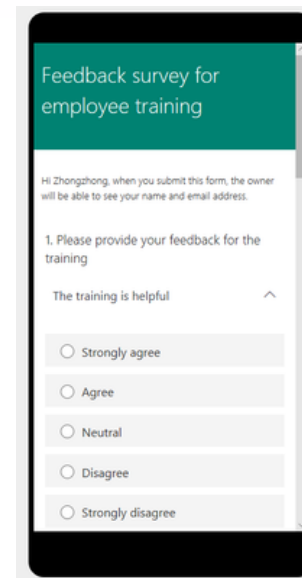 Feedback survey for
employee training
Hi Zhongzhong, when you submit this form, the owner
will be able to see your name and email address.
1. Please provide your feedback for the
training
The training is helpful
Strongly agree
Agree
Neutral
Disagree
Strongly disagree